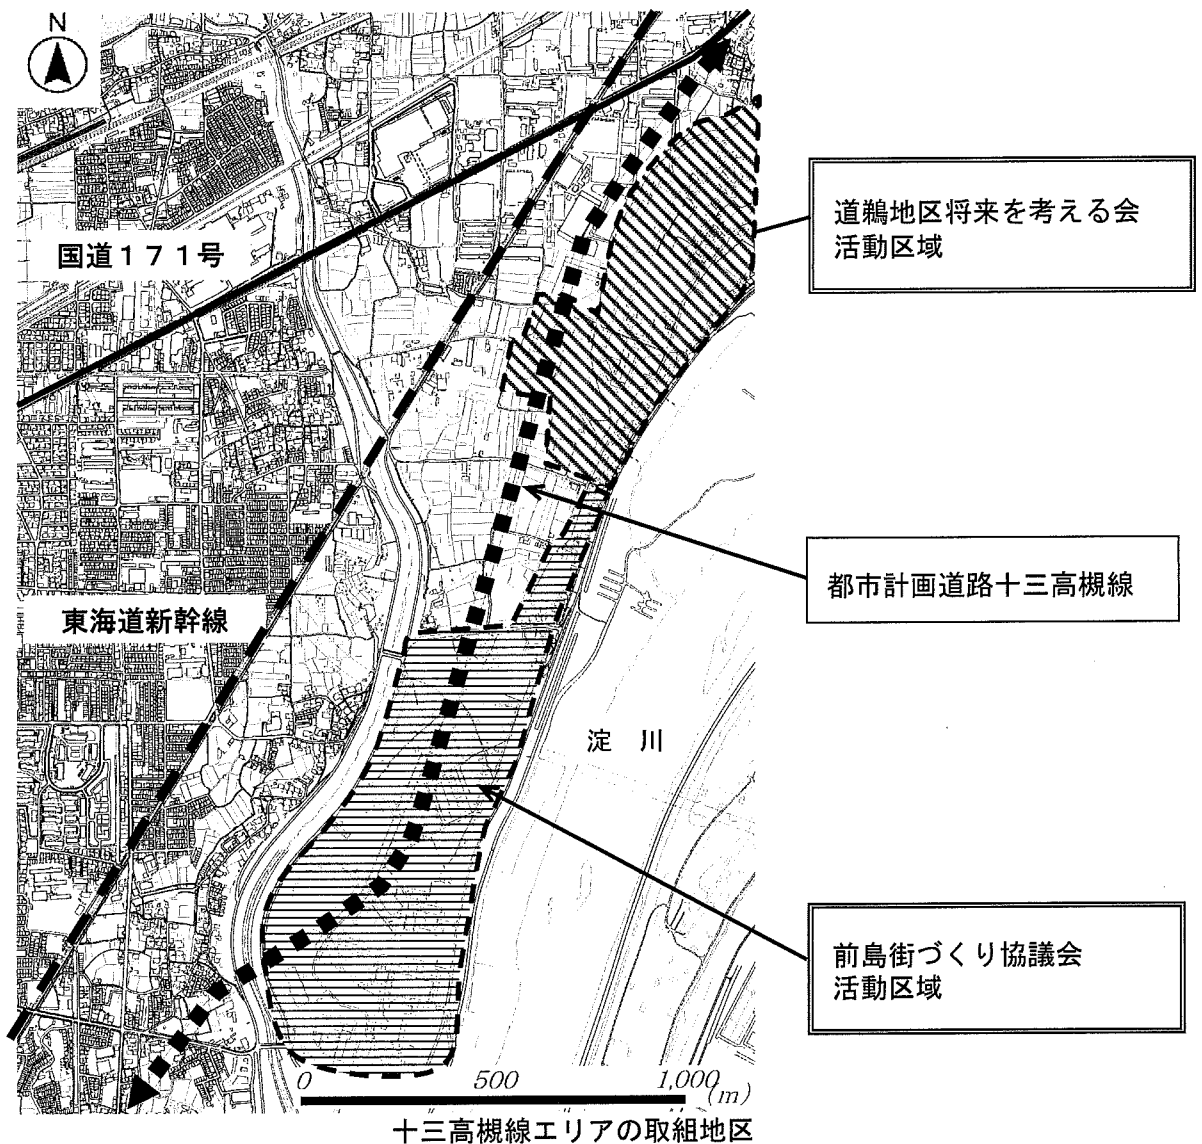 N
国道１７１号
道鵜地区将来を考える会
活動区域
都市計画道路十三高槻線
東海道新幹線
淀 川
前島街づくり協議会
活動区域
0 500 1,000 (m)
十三高槻線エリアの取組地区